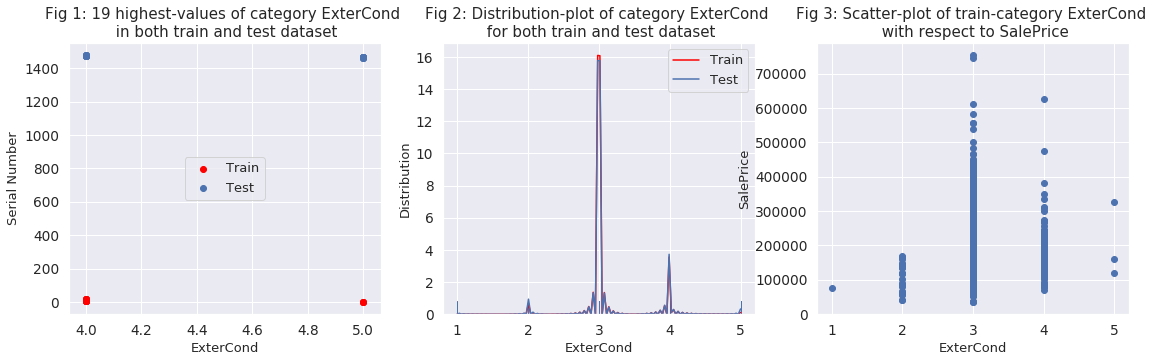 Fig 1: 19 highest-values of category ExterCond
in both train and test dataset
1400
1200
1000
800
600
400
200
0
Serial Number
Train
Test
4.0 4.2 4.4 4.6 4.8 5.0
ExterCond
Fig 2: Distribution-plot of category ExterCond
for both train and test dataset
16
14
12
10
8
6
4
2
0
Distribution
Train
Test
1 2 3 4 5
ExterCond
Fig 3: Scatter-plot of train-category ExterCond
with respect to SalePrice
700000
600000
500000
400000
300000
200000
100000
0
SalePrice
1 2 3 4 5
ExterCond